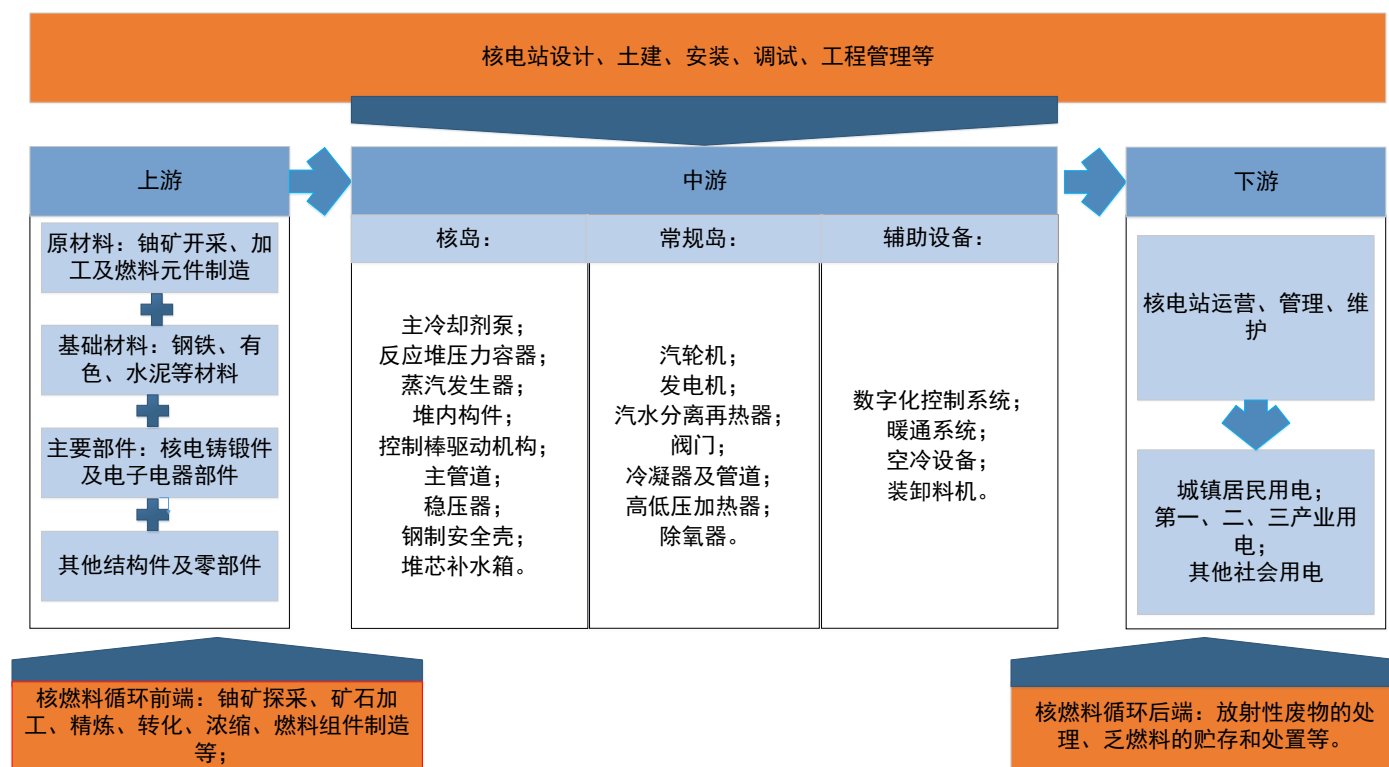 核电站设计、土建、安装、调试、工程管理等
上游
中游
下游
原材料：铀矿开采、加
工及燃料元件制造
基础材料：钢铁、有
色、水泥等材料
主要部件：核电铸锻件
及电子电器部件
其他结构件及零部件
核岛：
主冷却剂泵；
反应堆压力容器；
蒸汽发生器；
堆内构件；
控制棒驱动机构；
主管道；
稳压器；
钢制安全壳；
堆芯补水箱。
常规岛：
汽轮机；
发电机；
汽水分离再热器；
阀门；
冷凝器及管道；
高低压加热器；
除氧器。
辅助设备：
数字化控制系统；
暖通系统；
空冷设备；
装卸料机。
核电站运营、管理、维
护
城镇居民用电；
第一、二、三产业用
电；
其他社会用电
核燃料循环前端：铀矿探采、矿石加
工、精炼、转化、浓缩、燃料组件制造
等；
核燃料循环后端：放射性废物的处
理、乏燃料的贮存和处置等。